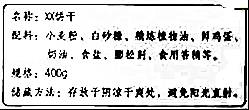 名称：XX饼干
配料：小麦粉、白砂糖、精炼植物油、鲜鸡蛋、
奶油、食盐、膨松剂、食用香精等。
规格：400g
储藏方法：存放于阴凉干爽处，避免阳光直射。